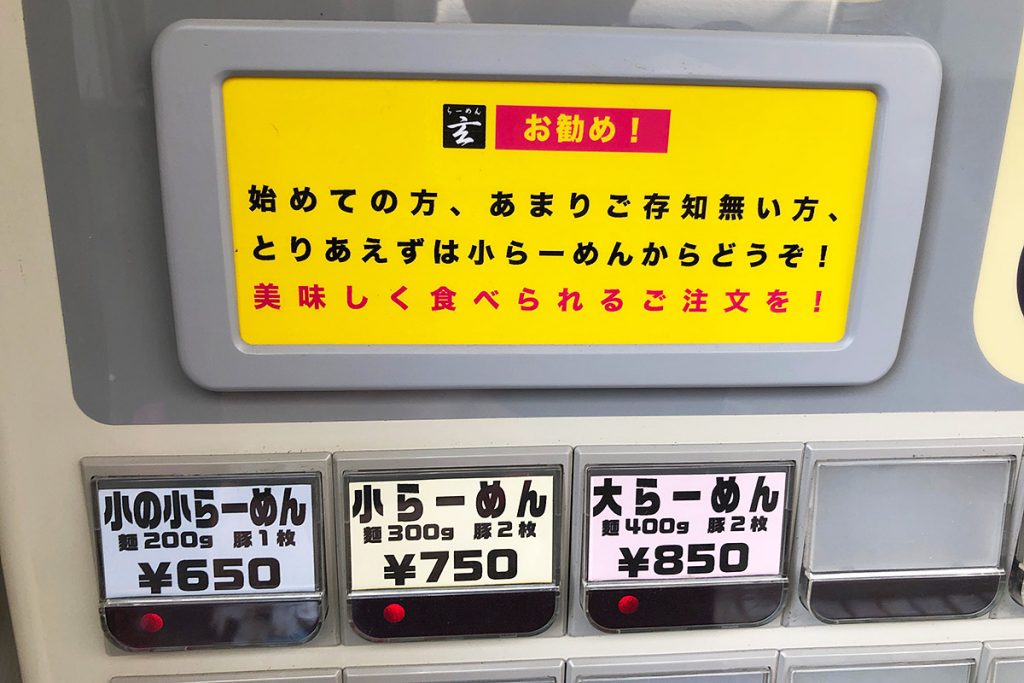 らーめん
玄
お勧め！
始めての方、あまりご存知無い方、
とりあえずは小らーめんからどうぞ！
美味しく食べられるご注文を！
小の小らーめん
麺200g 豚1枚
¥650
小らーめん
麺300g 豚2枚
¥750
大らーめん
麺400g 豚2枚
¥850